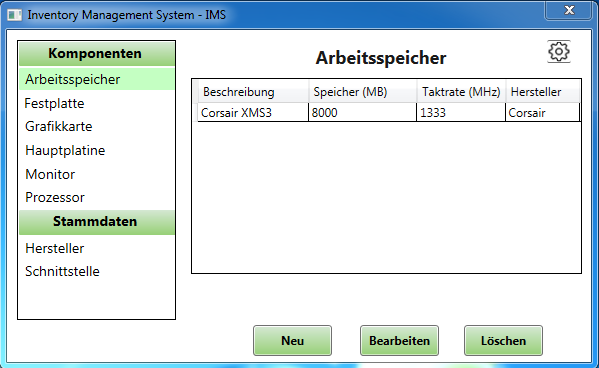 Inventory Management System - IMS
Komponenten
Arbeitsspeicher
Festplatte
Grafikkarte
Hauptplatine
Monitor
Prozessor
Stammdaten
Hersteller
Schnittstelle
Arbeitsspeicher
Beschreibung Speicher (MB) Taktrate (MHz) Hersteller
Corsair XMS3 8000 1333 Corsair
Neu Bearbeiten Löschen